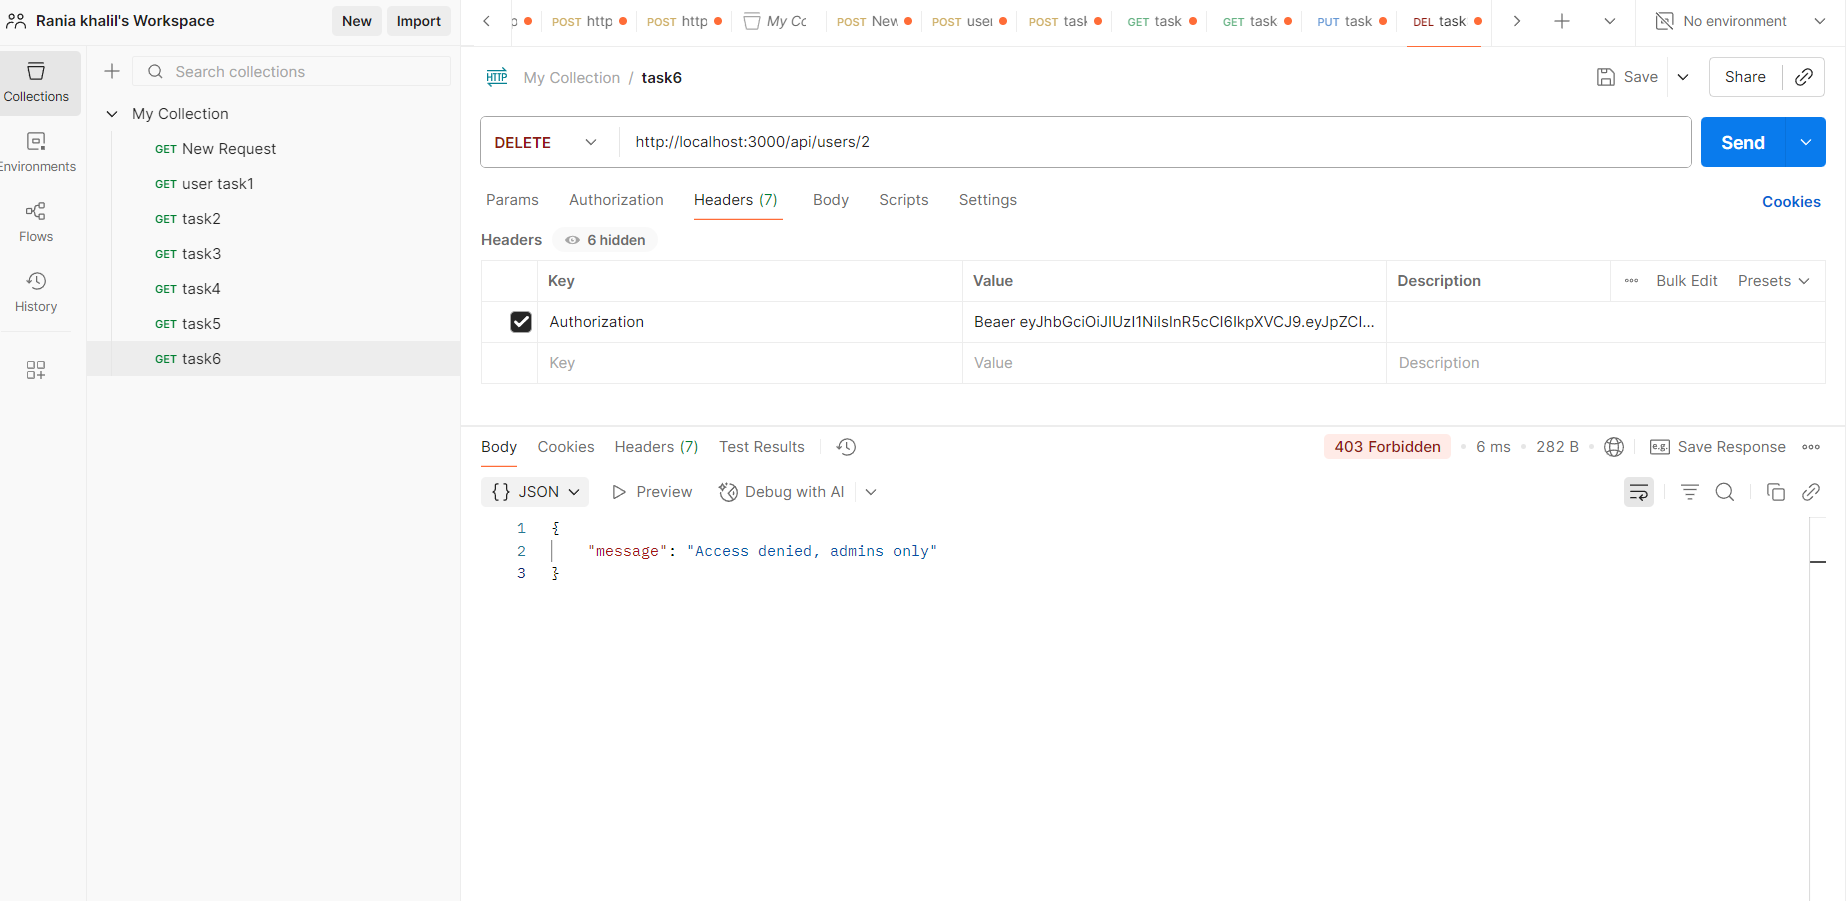 Rania khalil's Workspace
New
Import
POST http
POST http
My Cc
POST New
POST user
POST task
GET task
GET task
PUT task
DEL task
No environment
Collections
Environments
Flows
History
Search collections
My Collection
GET New Request
GET user task1
GET task2
GET task3
GET task4
GET task5
GET task6
HTTP My Collection / task6
Save
Share
DELETE
http://localhost:3000/api/users/2
Send
Params
Authorization
Headers (7)
Body
Scripts
Settings
Cookies
Headers
6 hidden
Key
Value
Description
Bulk Edit
Presets
Authorization
Beaer eyJhbGciOiJIUzI1NiIsInR5cCI6IkpXVCJ9.eyJpZCI...
Key
Value
Description
Body
Cookies
Headers (7)
Test Results
403 Forbidden
6 ms
282 B
e.g. Save Response
{} JSON
Preview
Debug with AI
1 {
2 "message": "Access denied, admins only"
3 }